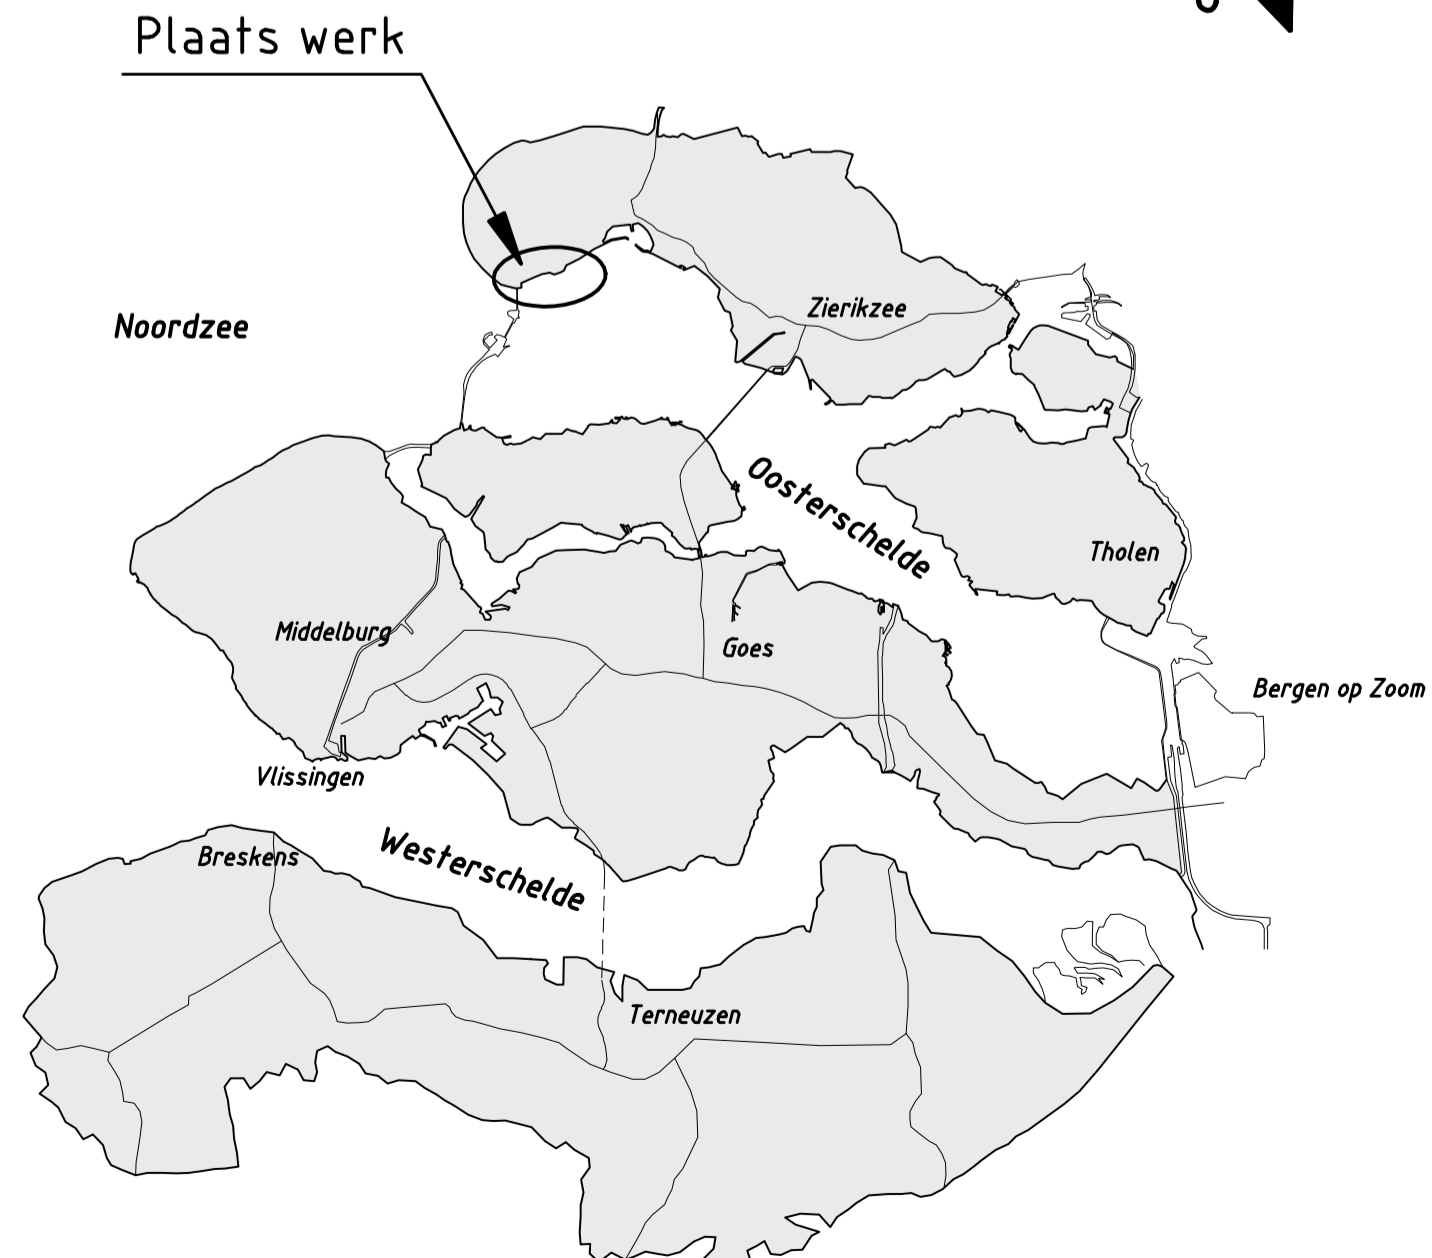 Plaats werk
Noordzee
Zierikzee
Oosterschelde
Tholen
Middelburg
Goes
Bergen op Zoom
Vlissingen
Westerschelde
Breskens
Terneuzen